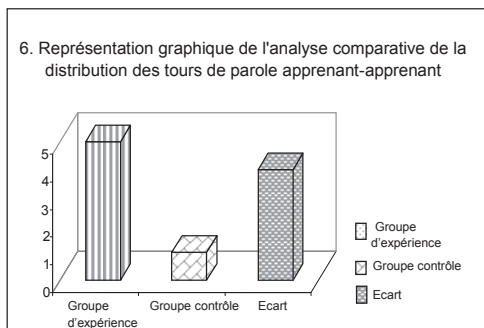 6. Représentation graphique de l'analyse comparative de la
distribution des tours de parole apprenant-apprenant
5
4
3
2
1
0
Groupe
d'expérience
Groupe contrôle
Ecart
Groupe
d'expérience
Groupe contrôle
Ecart